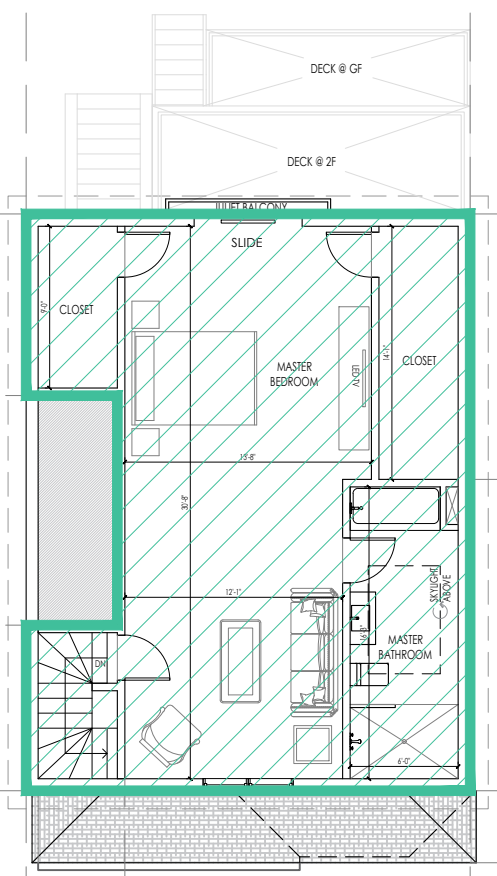 DECK @ GF
DECK @ 2F
JULIET BALCONY
SLIDE
9'-0"
CLOSET
14'-1"
CLOSET
MASTER
BEDROOM
LED TV
13'-8"
30'-8"
12'-1"
SKYLIGHT
ABOVE
MASTER
BATHROOM
DN
6'-0"